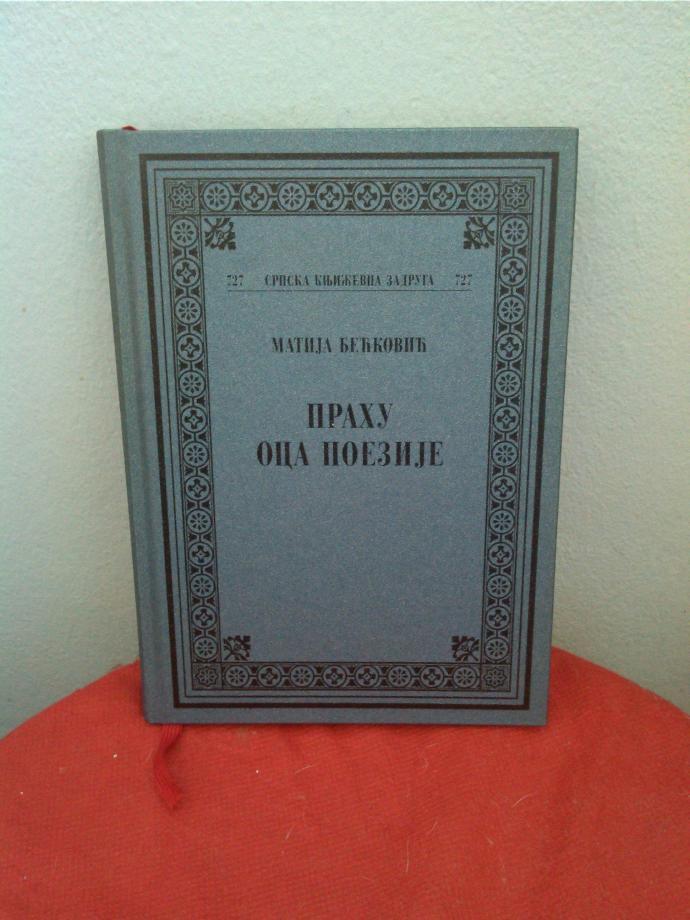 727 СРПСКА КЊИЖЕВНА ЗАДРУГА 727
МАТИЈА БЕЋКОВИЋ
ПРАХУ
ОЦА ПОЕЗИЈЕ